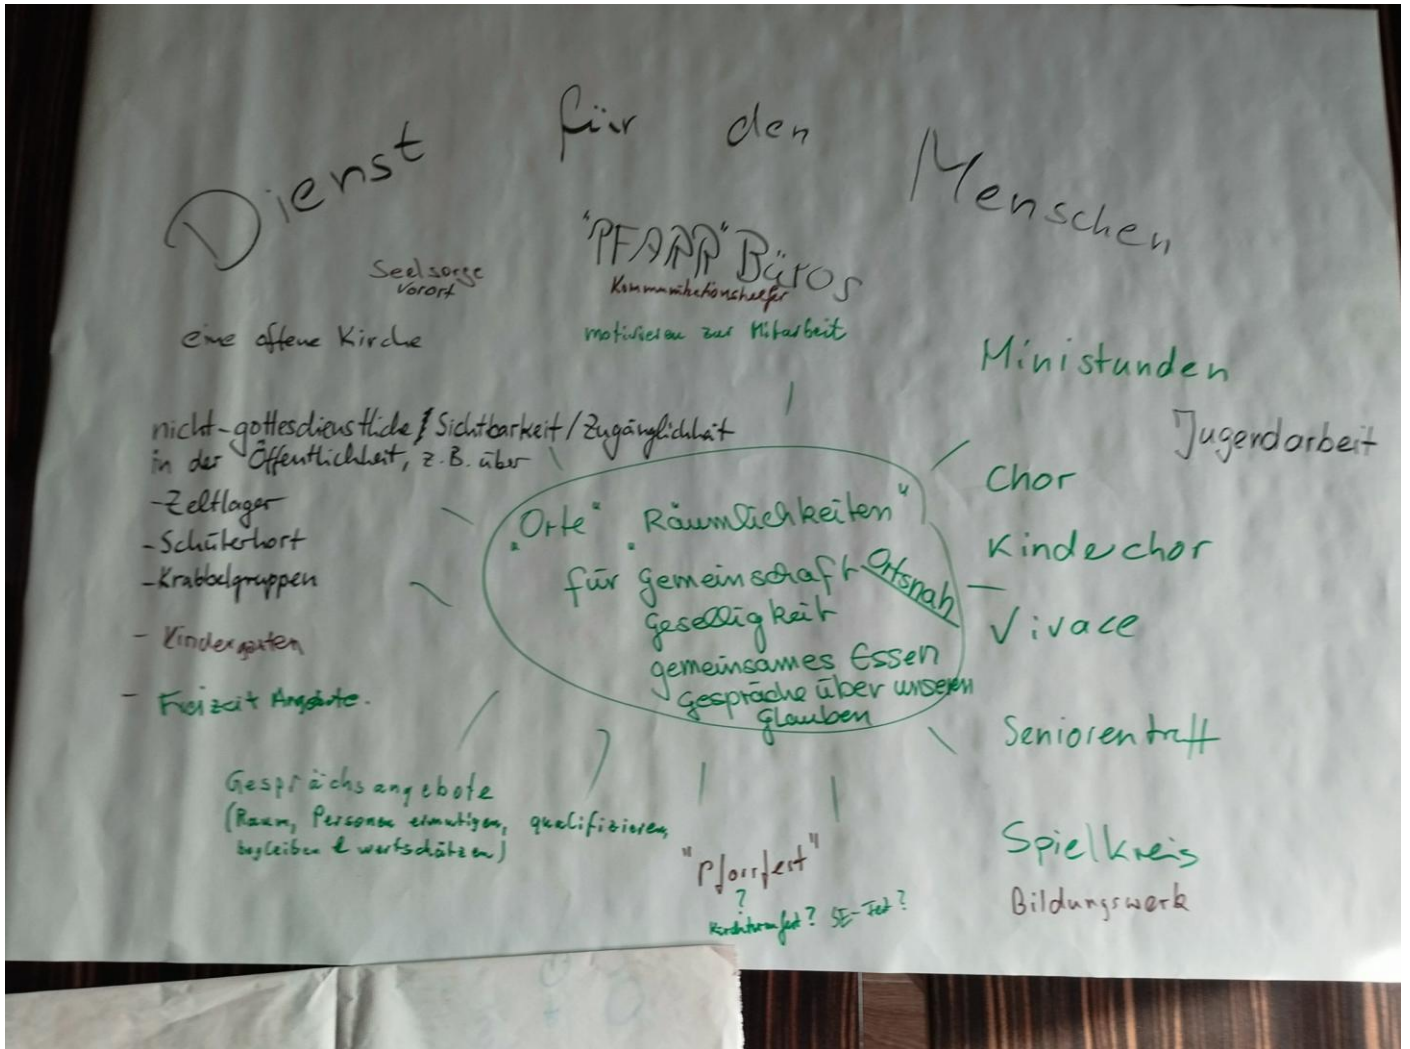 Dienst für den Menschen
"PFARR" Büros
Seelsorge
vorort
Kommunikationshelfer
eine offene Kirche
motivieren zur Mitarbeit
nicht-gottesdienstliche / Sichtbarkeit / Zugänglichkeit
in der Öffentlichkeit, z.B. über
- Zeltlager
- Schülerhort
- Krabbelgruppen
- Kindergärten
- Freizeit Angebote.
"Orte" "Räumlichkeiten"
für Gemeinschaft
Ortsnah
Geselligkeit
gemeinsames Essen
Gespräche über unseren
Glauben
Ministunden
Jugendarbeit
Chor
Kinderchor
Vivace
Seniorentreff
Spielkreis
Bildungswerk
Gesprächsangebote
(Raum, Personen ermutigen, qualifizieren,
begleiten & wertschätzen)
"Pfarrfest"
?
Kirchturmfest? SE-Fest?